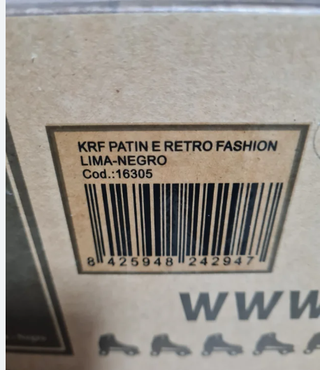 KRF PATIN E RETRO FASHION
LIMA-NEGRO
Cod.:16305
8 425948 242947
WWW